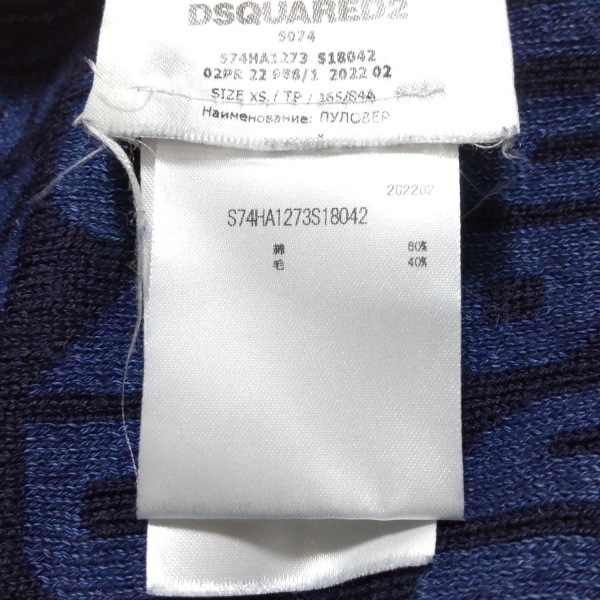 DSQUARED2
S074
S74HA1273 S18042
02PR 22 988/1 2022 02
SIZE XS / TP / 165/84A
Наименование: ПУЛОВЕР
202202
S74HA1273S18042
綿 60%
毛 40%